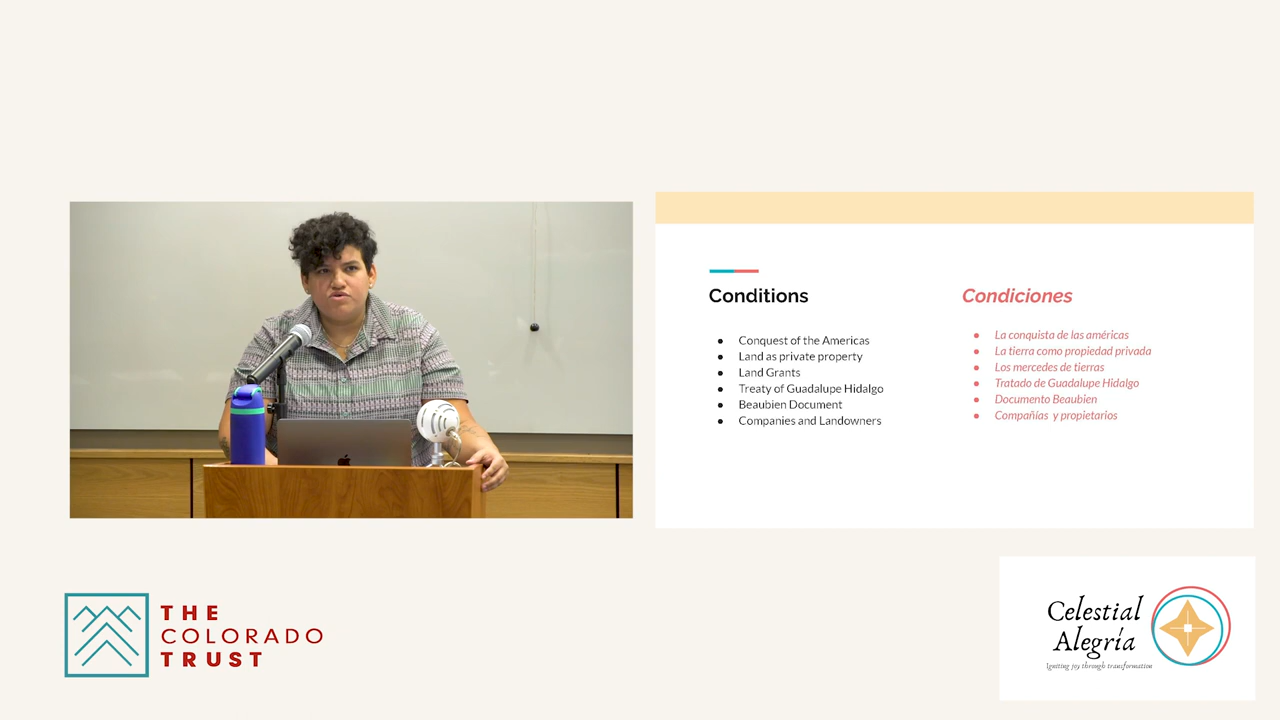 Conditions
Conquest of the Americas
Land as private property
Land Grants
Treaty of Guadalupe Hidalgo
Beaubien Document
Companies and Landowners
Condiciones
La conquista de las américas
La tierra como propiedad privada
Los mercedes de tierras
Tratado de Guadalupe Hidalgo
Documento Beaubien
Compañías y propietarios
THE
COLORADO
TRUST
Celestial
Alegría
Igniting joy through transformation